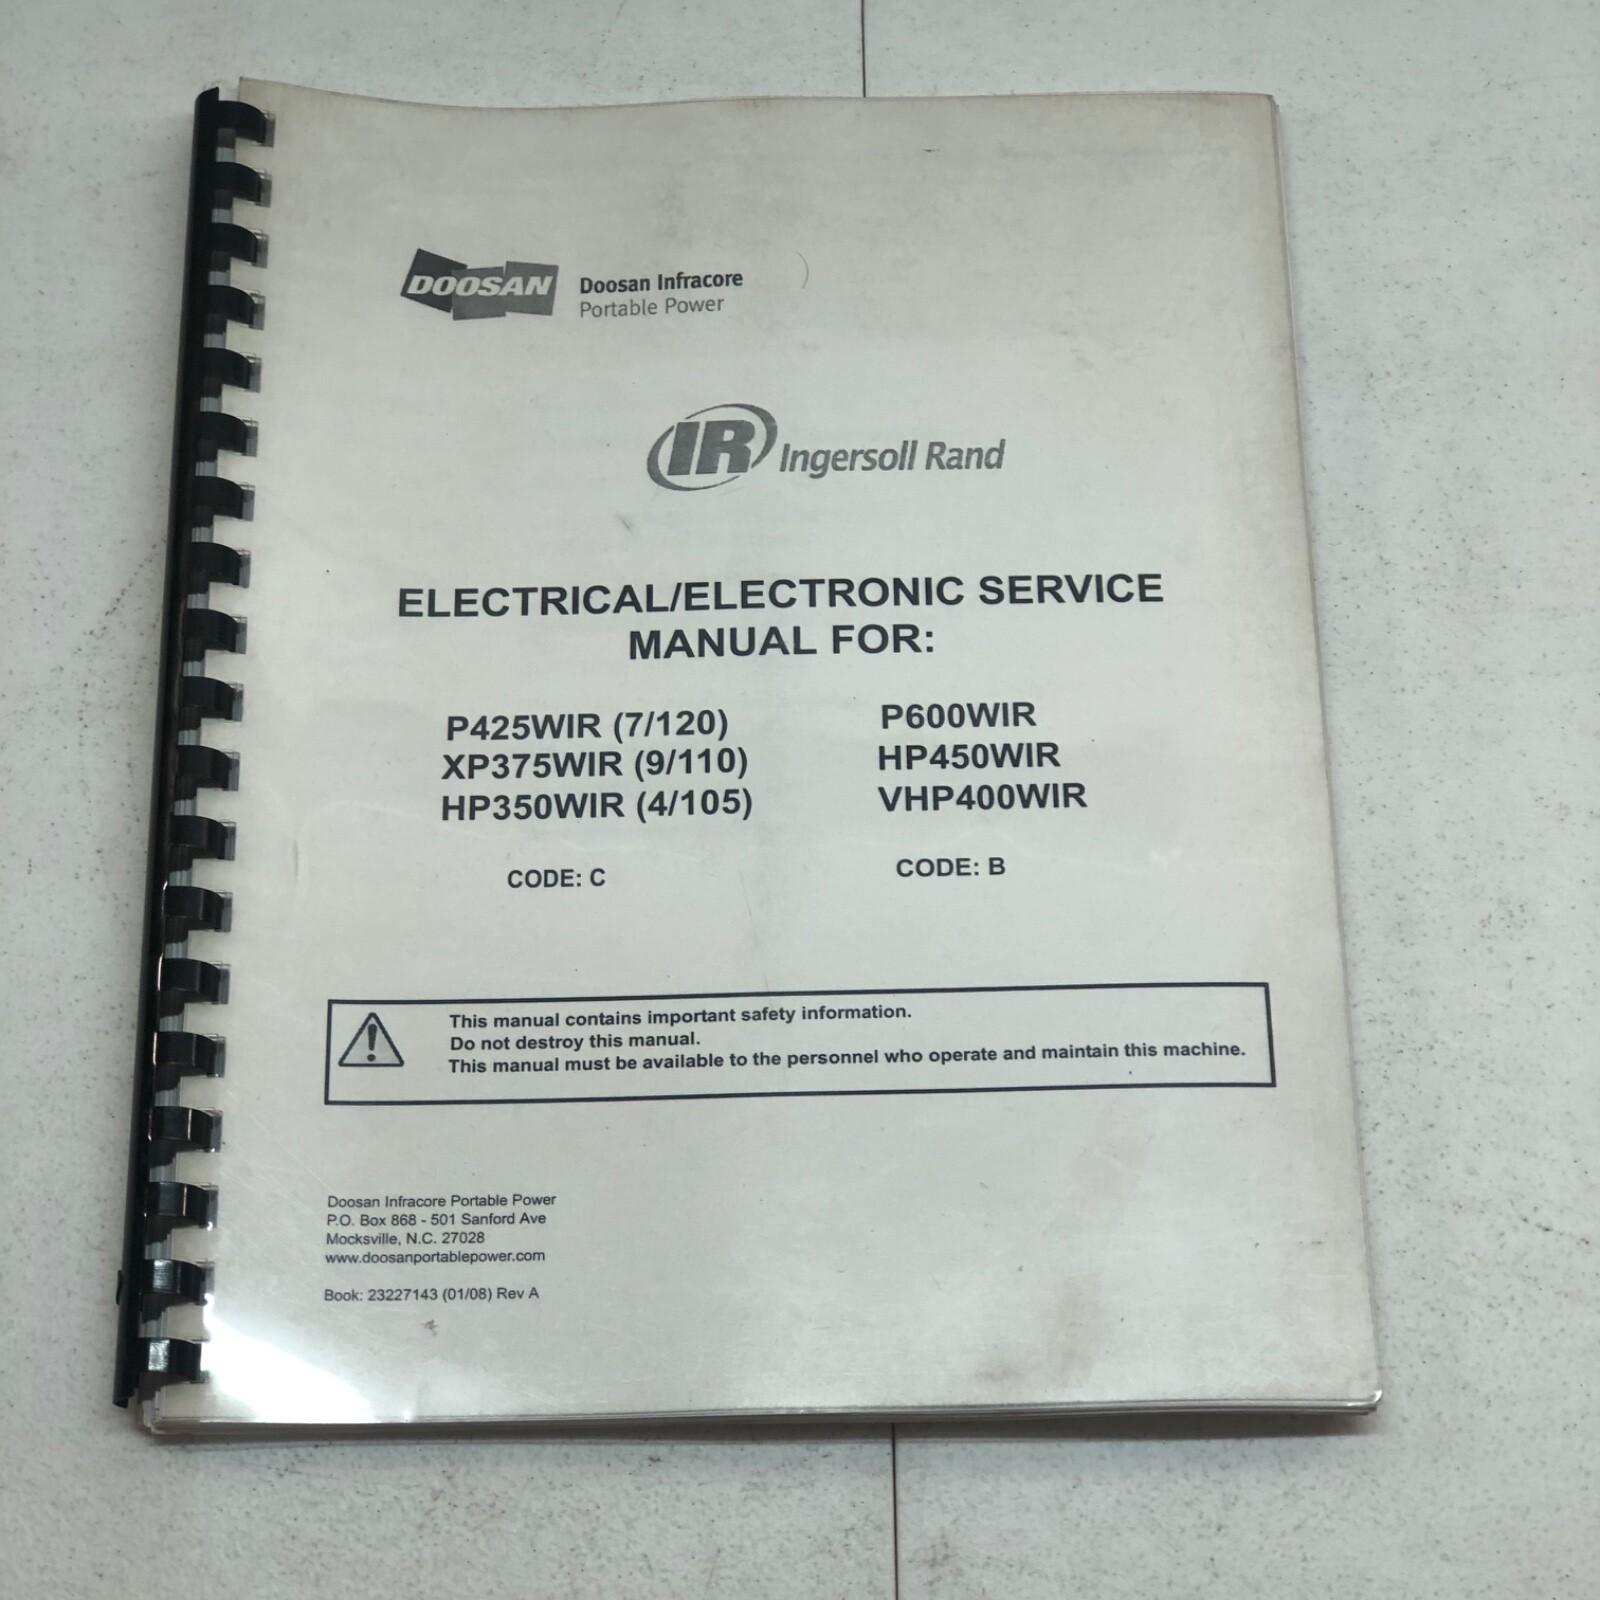 DOOSAN
Doosan Infracore
Portable Power
IR Ingersoll Rand
ELECTRICAL/ELECTRONIC SERVICE
MANUAL FOR:
P425WIR (7/120)
XP375WIR (9/110)
HP350WIR (4/105)
CODE: C
P600WIR
HP450WIR
VHP400WIR
CODE: B
This manual contains important safety information.
Do not destroy this manual.
This manual must be available to the personnel who operate and maintain this machine.
Doosan Infracore Portable Power
P.O. Box 868 - 501 Sanford Ave
Mocksville, N.C. 27028
www.doosanportablepower.com
Book: 23227143 (01/08) Rev A